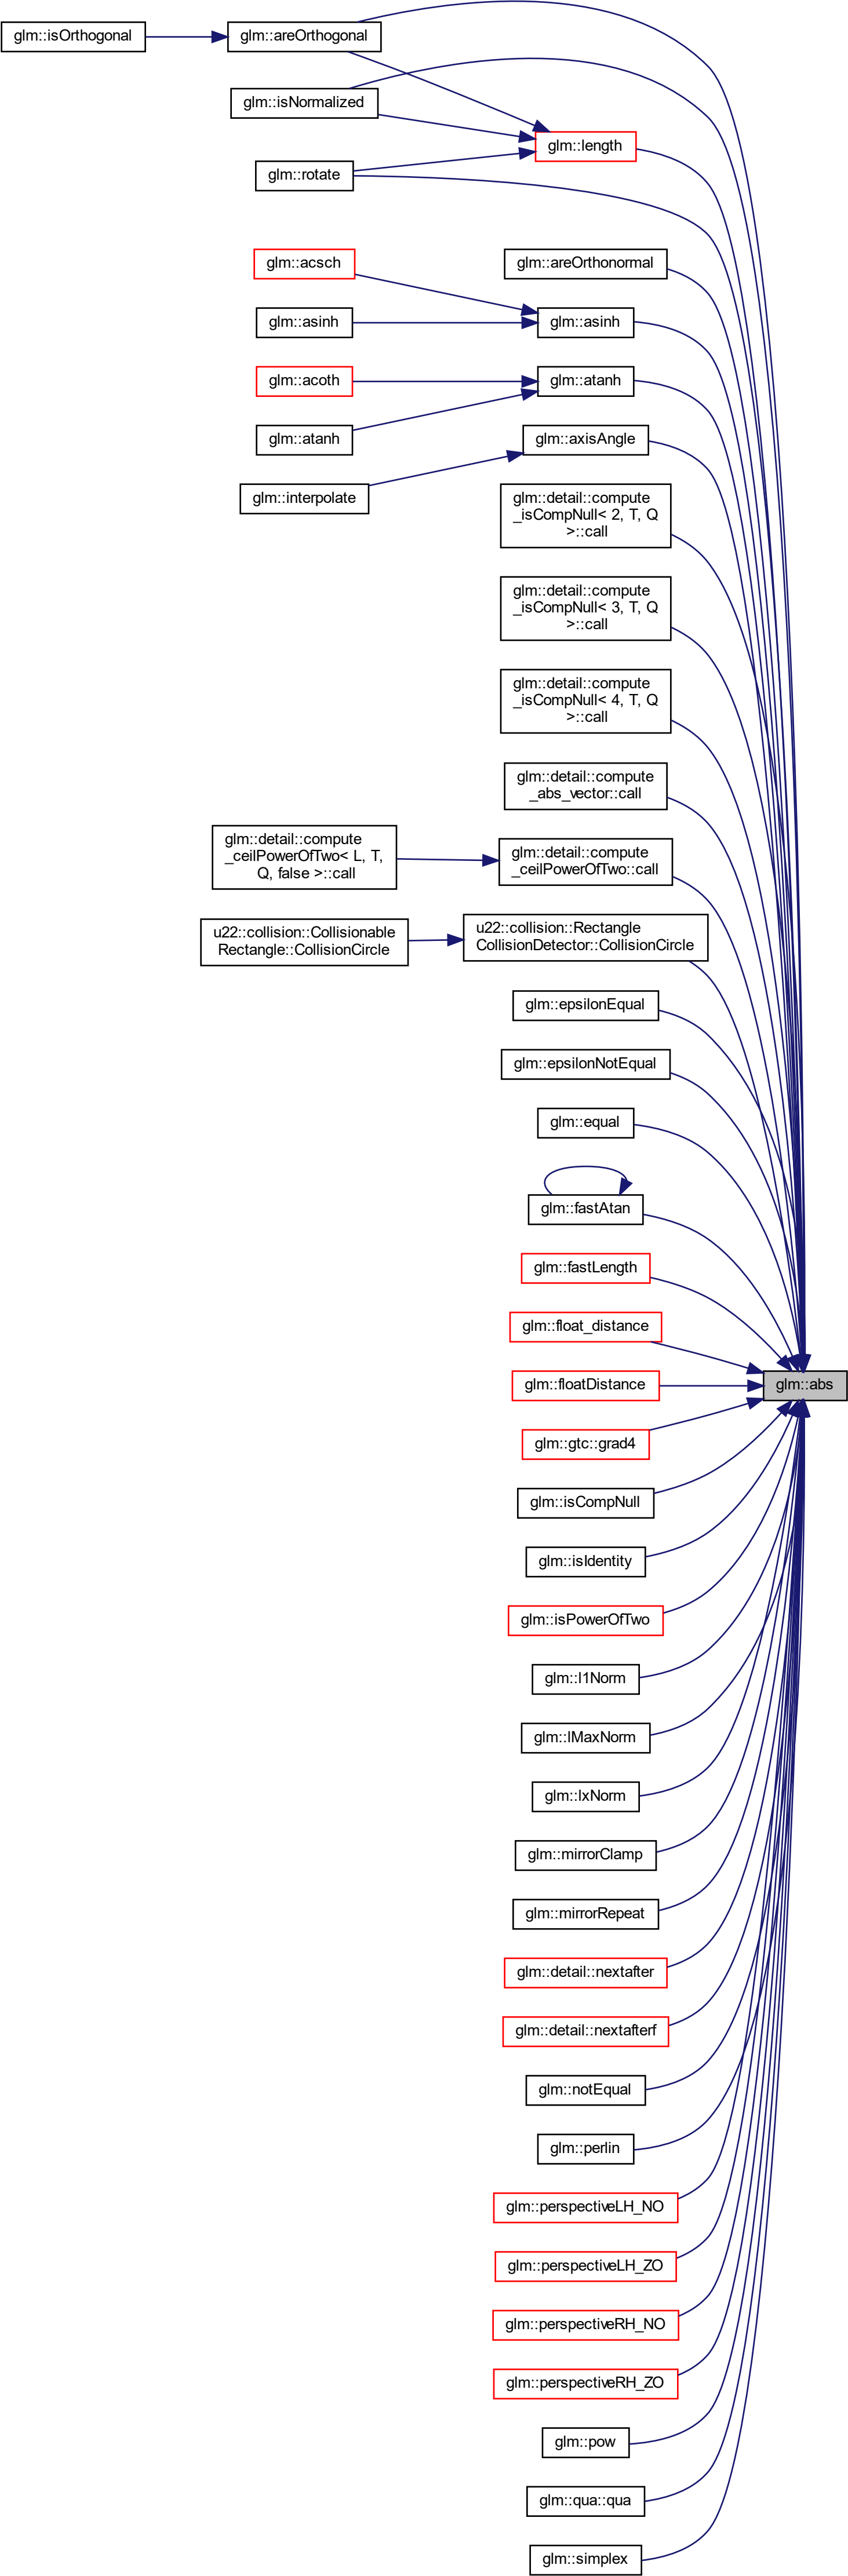 glm::isOrthogonal
glm::areOrthogonal
glm::isNormalized
glm::length
glm::rotate
glm::acsch
glm::areOrthonormal
glm::asinh
glm::asinh
glm::acoth
glm::atanh
glm::atanh
glm::axisAngle
glm::interpolate
glm::detail::compute
_isCompNull< 2, T, Q
>::call
glm::detail::compute
_isCompNull< 3, T, Q
>::call
glm::detail::compute
_isCompNull< 4, T, Q
>::call
glm::detail::compute
_abs_vector::call
glm::detail::compute
_ceilPowerOfTwo< L, T,
Q, false >::call
glm::detail::compute
_ceilPowerOfTwo::call
u22::collision::Collisionable
Rectangle::CollisionCircle
u22::collision::Rectangle
CollisionDetector::CollisionCircle
glm::epsilonEqual
glm::epsilonNotEqual
glm::equal
glm::fastAtan
glm::fastLength
glm::float_distance
glm::floatDistance
glm::abs
glm::gtc::grad4
glm::isCompNull
glm::isIdentity
glm::isPowerOfTwo
glm::l1Norm
glm::lMaxNorm
glm::lxNorm
glm::mirrorClamp
glm::mirrorRepeat
glm::detail::nextafter
glm::detail::nextafterf
glm::notEqual
glm::perlin
glm::perspectiveLH_NO
glm::perspectiveLH_ZO
glm::perspectiveRH_NO
glm::perspectiveRH_ZO
glm::pow
glm::qua::qua
glm::simplex